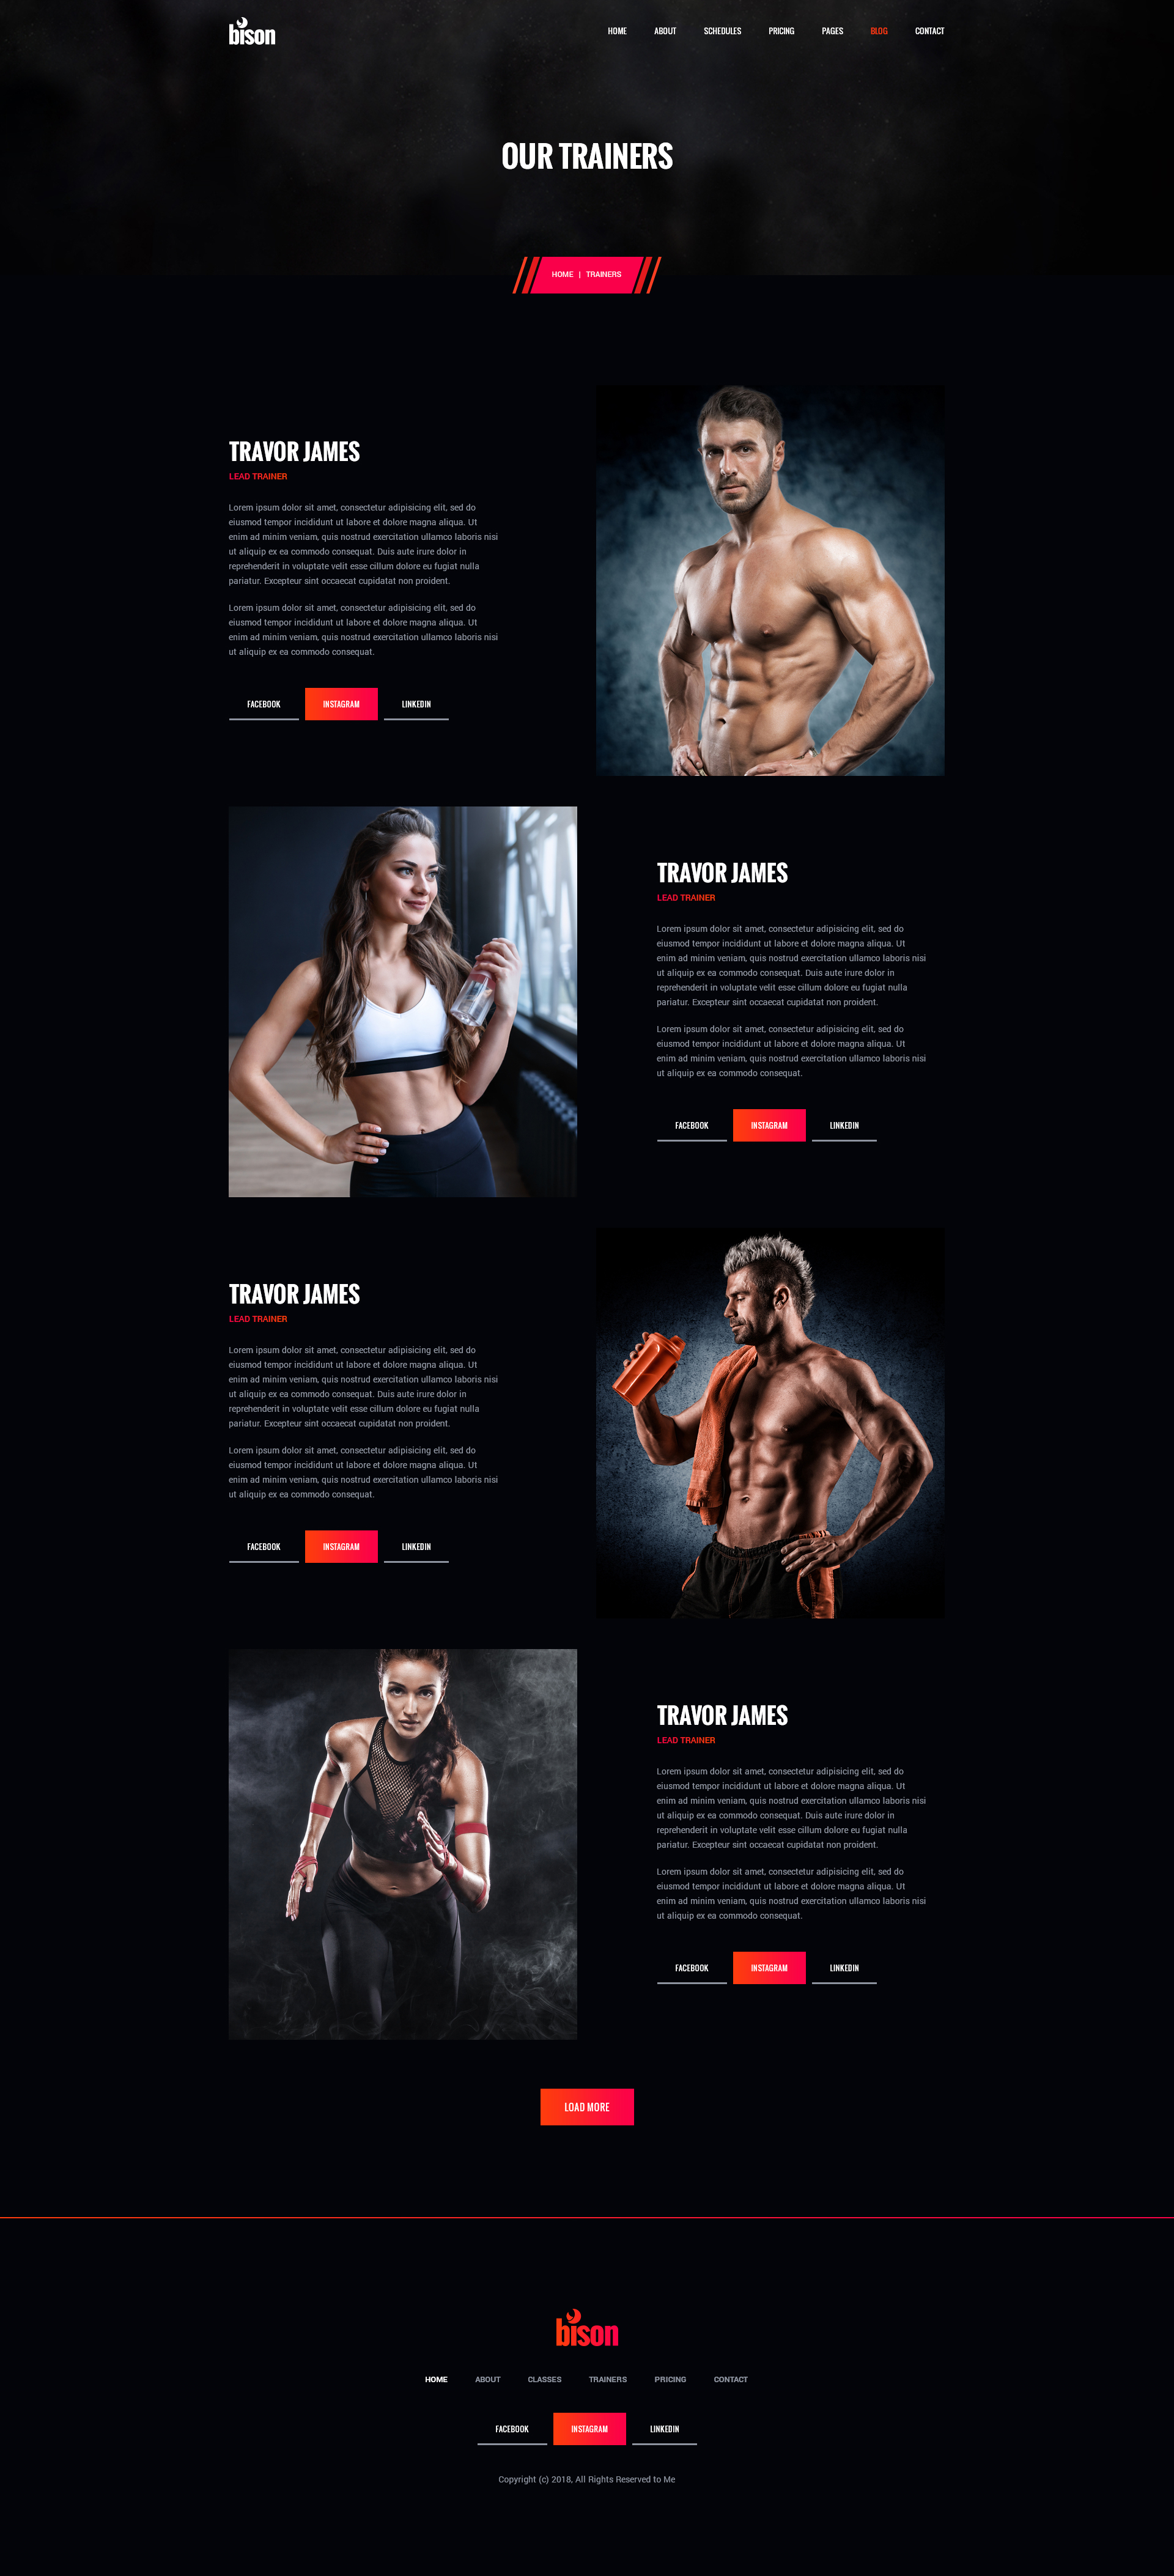 bison
HOME ABOUT SCHEDULES PRICING PAGES BLOG CONTACT
OUR TRAINERS
HOME | TRAINERS
TRAVOR JAMES
LEAD TRAINER
Lorem ipsum dolor sit amet, consectetur adipisicing elit, sed do
eiusmod tempor incididunt ut labore et dolore magna aliqua. Ut
enim ad minim veniam, quis nostrud exercitation ullamco laboris nisi
ut aliquip ex ea commodo consequat. Duis aute irure dolor in
reprehenderit in voluptate velit esse cillum dolore eu fugiat nulla
pariatur. Excepteur sint occaecat cupidatat non proident.
Lorem ipsum dolor sit amet, consectetur adipisicing elit, sed do
eiusmod tempor incididunt ut labore et dolore magna aliqua. Ut
enim ad minim veniam, quis nostrud exercitation ullamco laboris nisi
ut aliquip ex ea commodo consequat.
FACEBOOK INSTAGRAM LINKEDIN
TRAVOR JAMES
LEAD TRAINER
Lorem ipsum dolor sit amet, consectetur adipisicing elit, sed do
eiusmod tempor incididunt ut labore et dolore magna aliqua. Ut
enim ad minim veniam, quis nostrud exercitation ullamco laboris nisi
ut aliquip ex ea commodo consequat. Duis aute irure dolor in
reprehenderit in voluptate velit esse cillum dolore eu fugiat nulla
pariatur. Excepteur sint occaecat cupidatat non proident.
Lorem ipsum dolor sit amet, consectetur adipisicing elit, sed do
eiusmod tempor incididunt ut labore et dolore magna aliqua. Ut
enim ad minim veniam, quis nostrud exercitation ullamco laboris nisi
ut aliquip ex ea commodo consequat.
FACEBOOK INSTAGRAM LINKEDIN
TRAVOR JAMES
LEAD TRAINER
Lorem ipsum dolor sit amet, consectetur adipisicing elit, sed do
eiusmod tempor incididunt ut labore et dolore magna aliqua. Ut
enim ad minim veniam, quis nostrud exercitation ullamco laboris nisi
ut aliquip ex ea commodo consequat. Duis aute irure dolor in
reprehenderit in voluptate velit esse cillum dolore eu fugiat nulla
pariatur. Excepteur sint occaecat cupidatat non proident.
Lorem ipsum dolor sit amet, consectetur adipisicing elit, sed do
eiusmod tempor incididunt ut labore et dolore magna aliqua. Ut
enim ad minim veniam, quis nostrud exercitation ullamco laboris nisi
ut aliquip ex ea commodo consequat.
FACEBOOK INSTAGRAM LINKEDIN
TRAVOR JAMES
LEAD TRAINER
Lorem ipsum dolor sit amet, consectetur adipisicing elit, sed do
eiusmod tempor incididunt ut labore et dolore magna aliqua. Ut
enim ad minim veniam, quis nostrud exercitation ullamco laboris nisi
ut aliquip ex ea commodo consequat. Duis aute irure dolor in
reprehenderit in voluptate velit esse cillum dolore eu fugiat nulla
pariatur. Excepteur sint occaecat cupidatat non proident.
Lorem ipsum dolor sit amet, consectetur adipisicing elit, sed do
eiusmod tempor incididunt ut labore et dolore magna aliqua. Ut
enim ad minim veniam, quis nostrud exercitation ullamco laboris nisi
ut aliquip ex ea commodo consequat.
FACEBOOK INSTAGRAM LINKEDIN
LOAD MORE
bison
HOME ABOUT CLASSES TRAINERS PRICING CONTACT
FACEBOOK INSTAGRAM LINKEDIN
Copyright (c) 2018, All Rights Reserved to Me